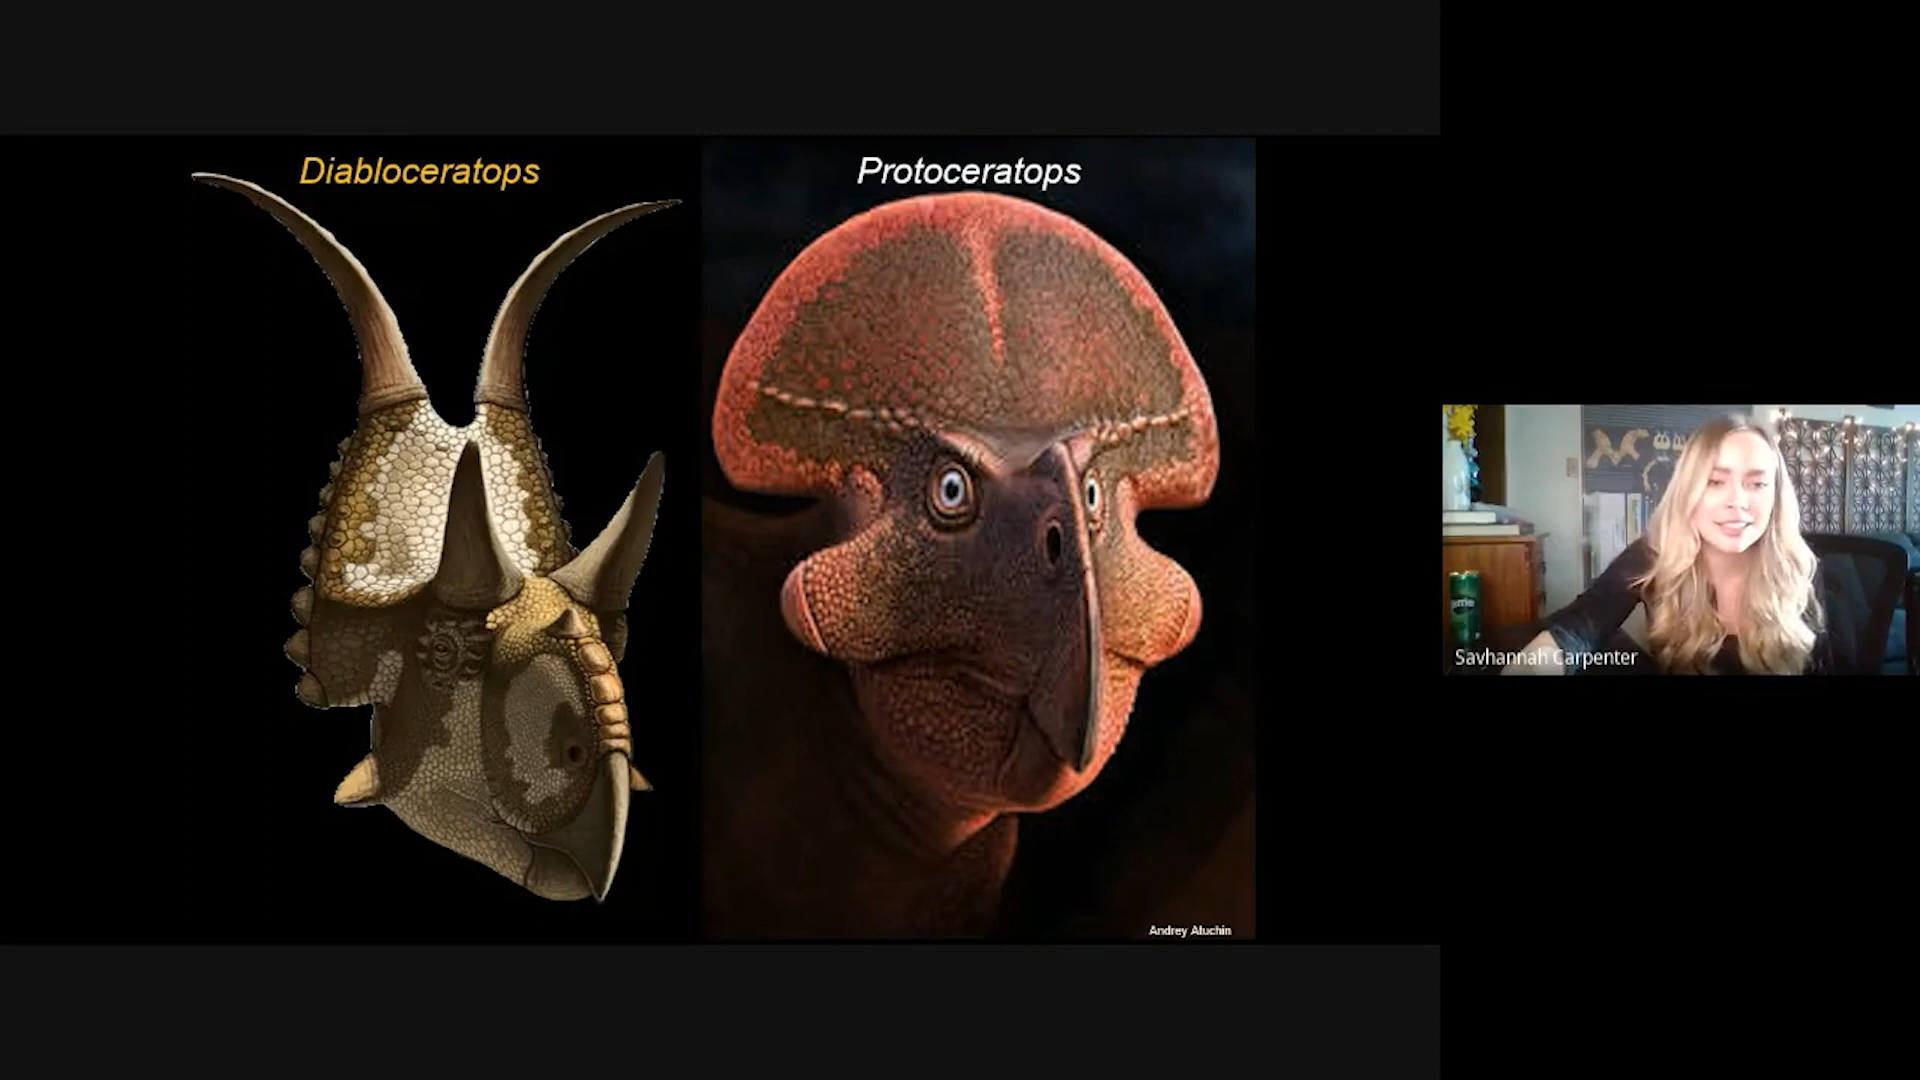 Diabloceratops
Protoceratops
Savhannah Carpenter
Andrey Atuchin